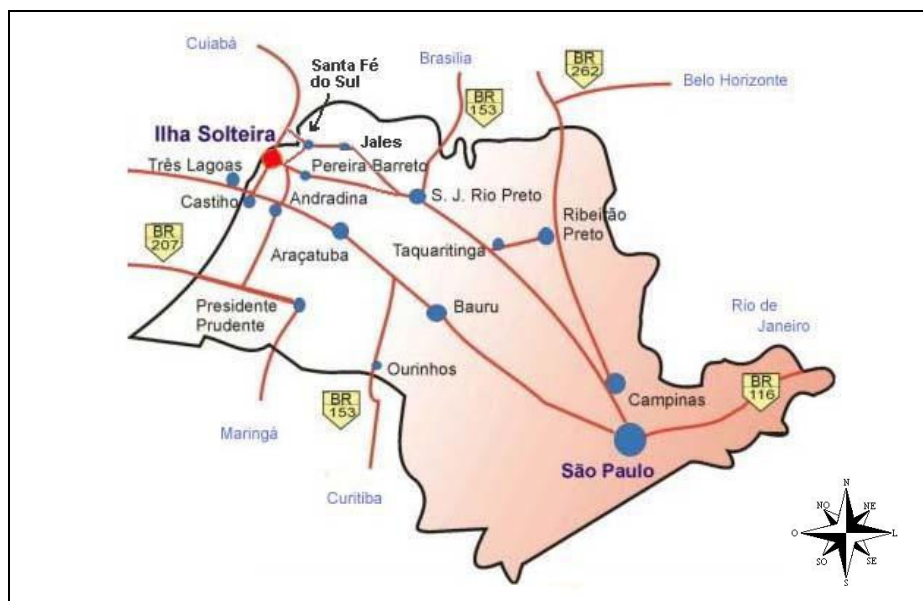 Cuiabá
Santa Fé
do Sul
Brasilia
BR
153
BR
262
Belo Horizonte
Ilha Solteira
Jales
Três Lagoas
Pereira Barreto
Castiho
Andradina
S. J. Rio Preto
Ribeirão
Preto
BR
207
Araçatuba
Taquaritinga
Presidente
Prudente
Bauru
Rio de
Janeiro
Ourinhos
BR
153
Campinas
BR
116
Maringá
São Paulo
Curitiba
N
NO
NE
O
L
SO
SE
S